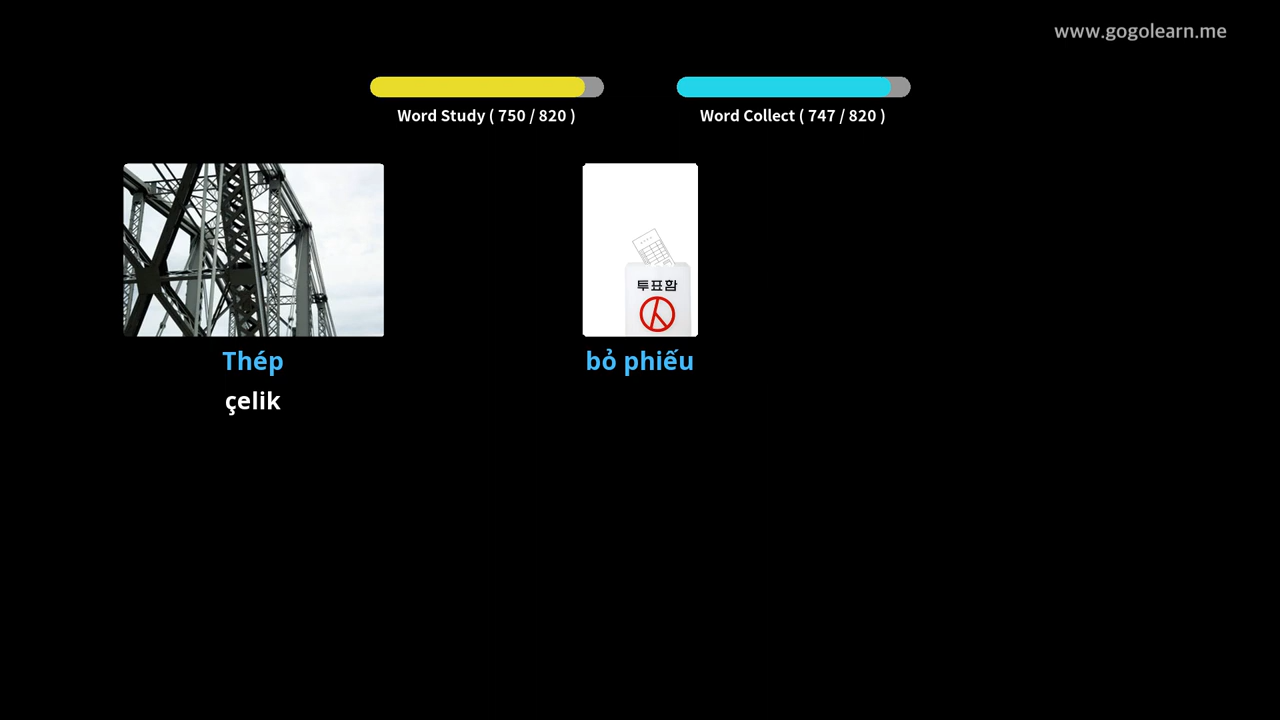 www.gogolearn.me
Word Study ( 750 / 820 )
Word Collect ( 747 / 820 )
투표함
Thép
bỏ phiếu
çelik